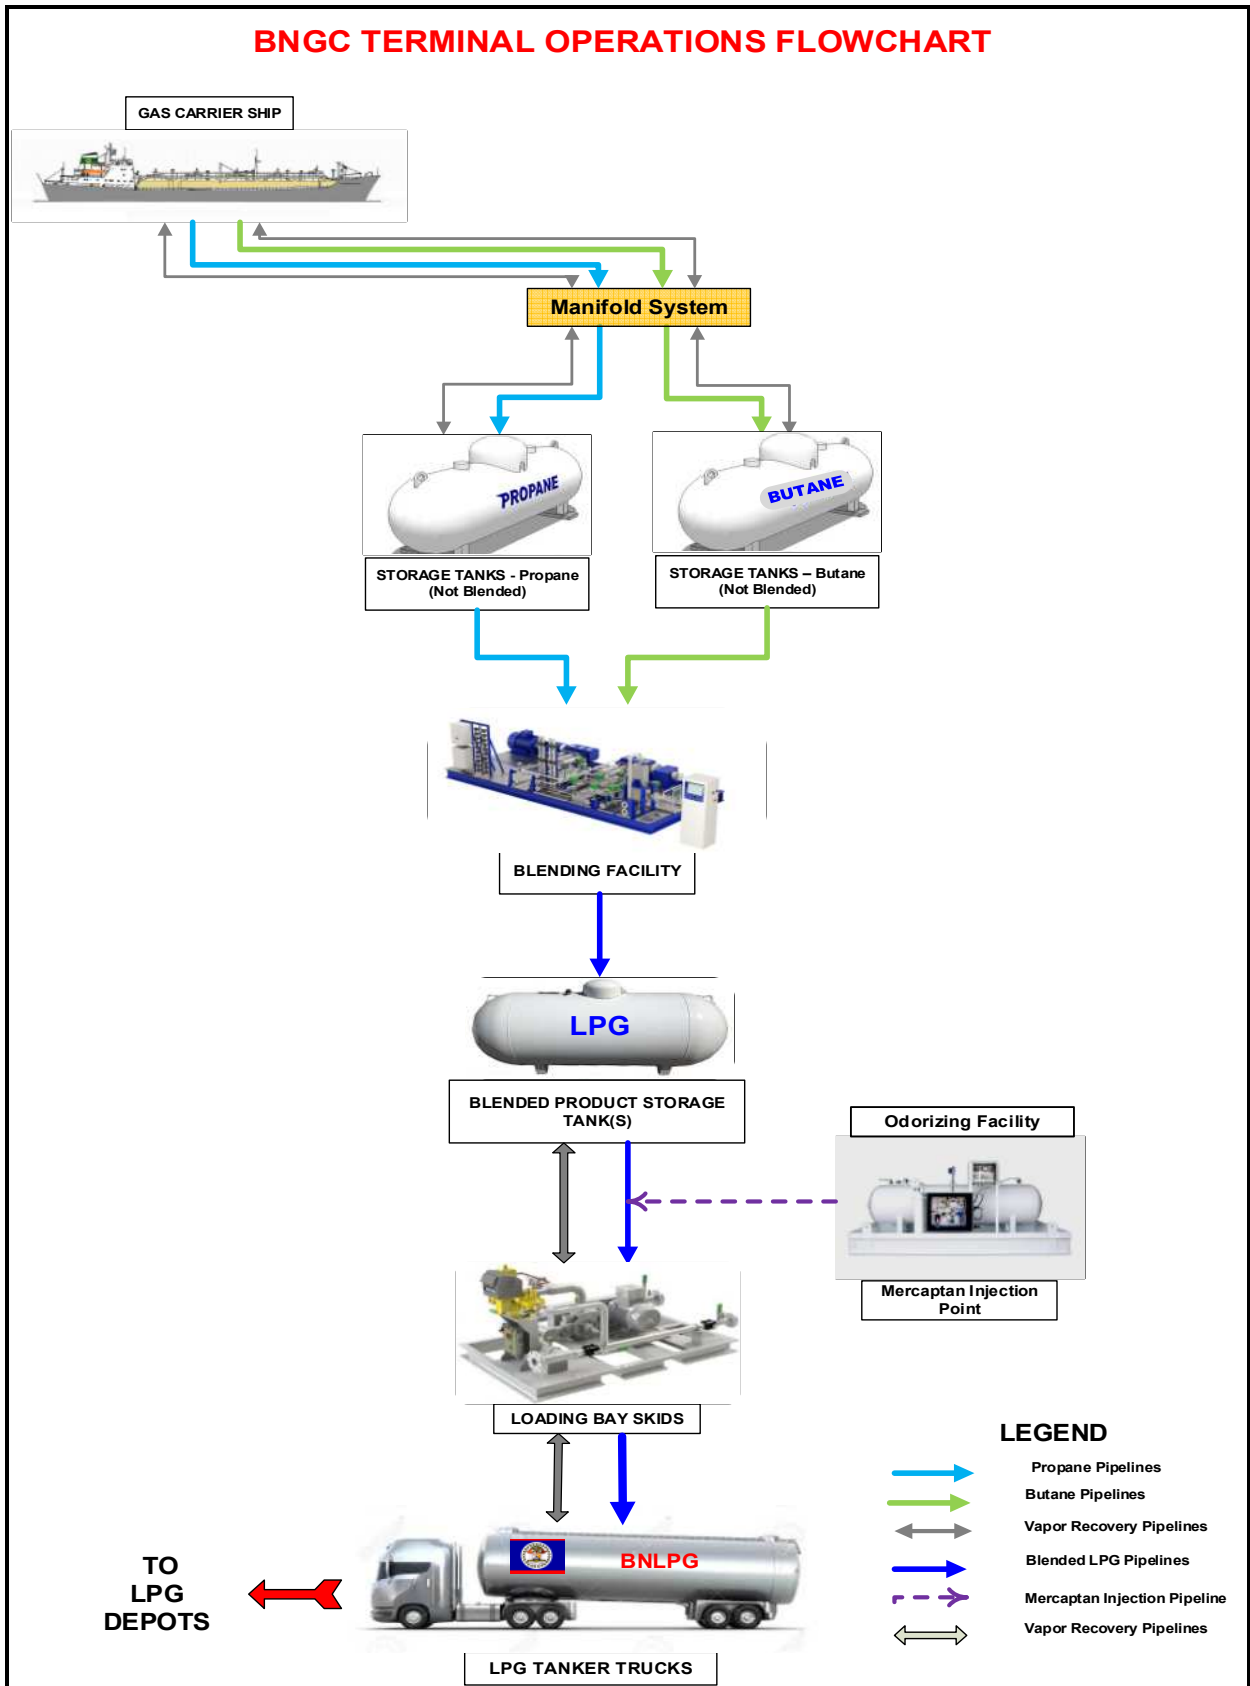 BNGC TERMINAL OPERATIONS FLOWCHART
GAS CARRIER SHIP
Manifold System
PROPANE
BUTANE
STORAGE TANKS - Propane
(Not Blended)
STORAGE TANKS – Butane
(Not Blended)
BLENDING FACILITY
LPG
BLENDED PRODUCT STORAGE
TANK(S)
Odorizing Facility
Mercaptan Injection
Point
LOADING BAY SKIDS
LEGEND
Propane Pipelines
Butane Pipelines
Vapor Recovery Pipelines
Blended LPG Pipelines
Mercaptan Injection Pipeline
Vapor Recovery Pipelines
BNLPG
TO
LPG
DEPOTS
LPG TANKER TRUCKS